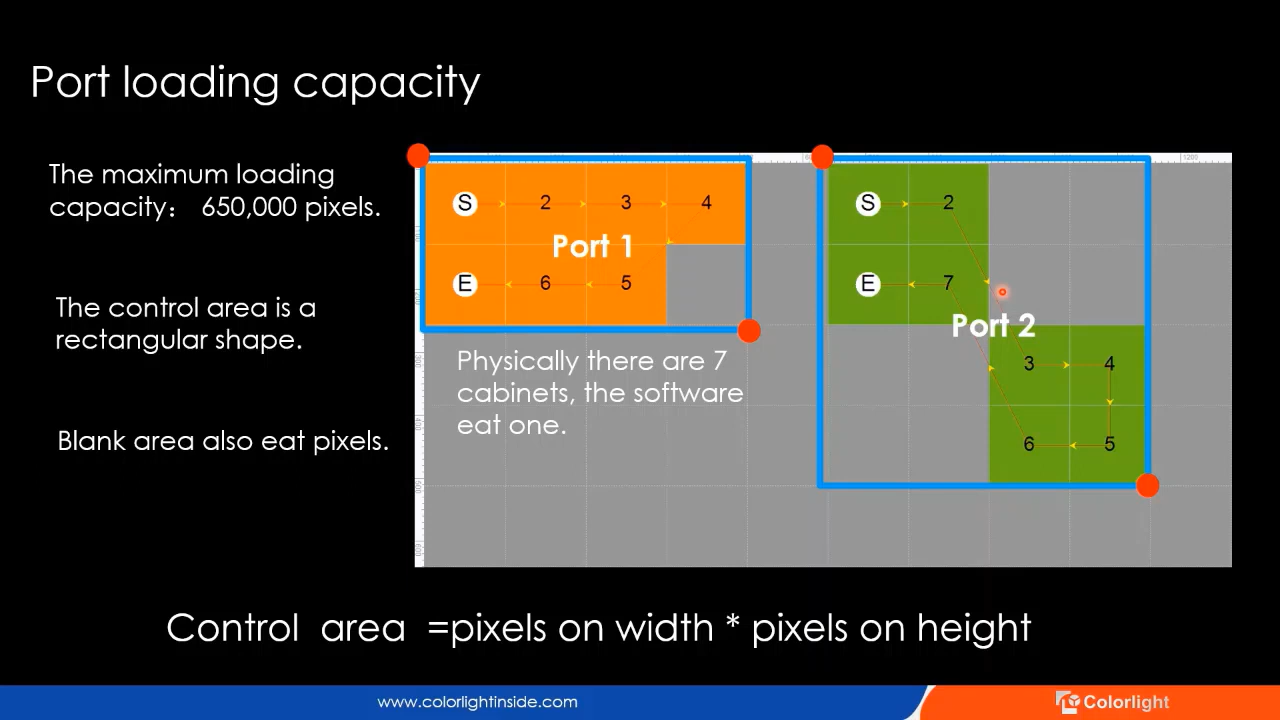 Port loading capacity
The maximum loading
capacity： 650,000 pixels.
The control area is a
rectangular shape.
Blank area also eat pixels.
S 2 3 4
Port 1
E 6 5
Physically there are 7
cabinets, the software
eat one.
1200
S 2
E 7
Port 2
3 4
6 5
Control area =pixels on width * pixels on height
www.colorlightinside.com
Colorlight